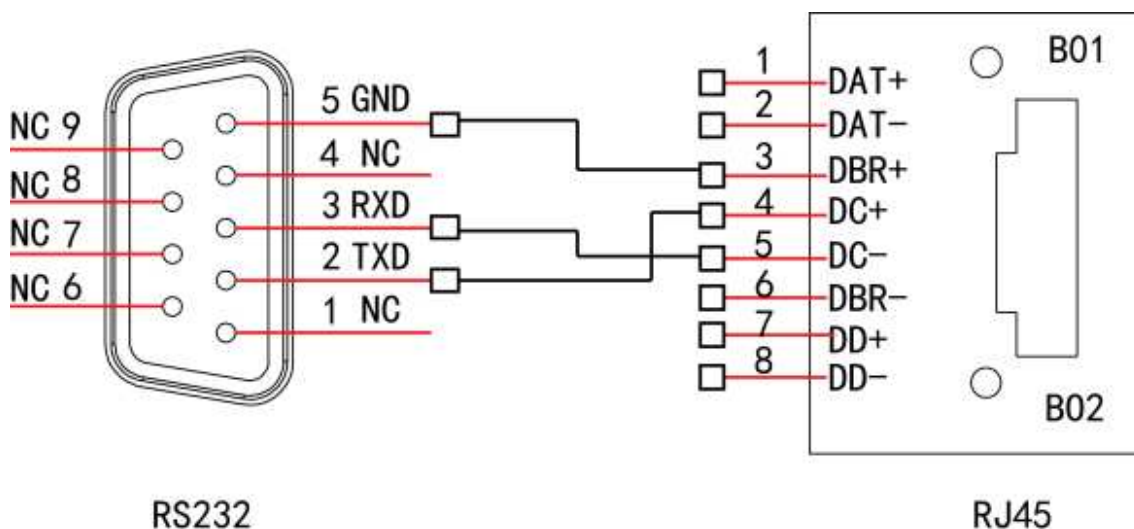 NC 9
NC 8
NC 7
NC 6
5 GND
4 NC
3 RXD
2 TXD
1 NC
1 DAT+
2 DAT-
3 DBR+
4 DC+
5 DC-
6 DBR-
7 DD+
8 DD-
B01
B02
RS232
RJ45